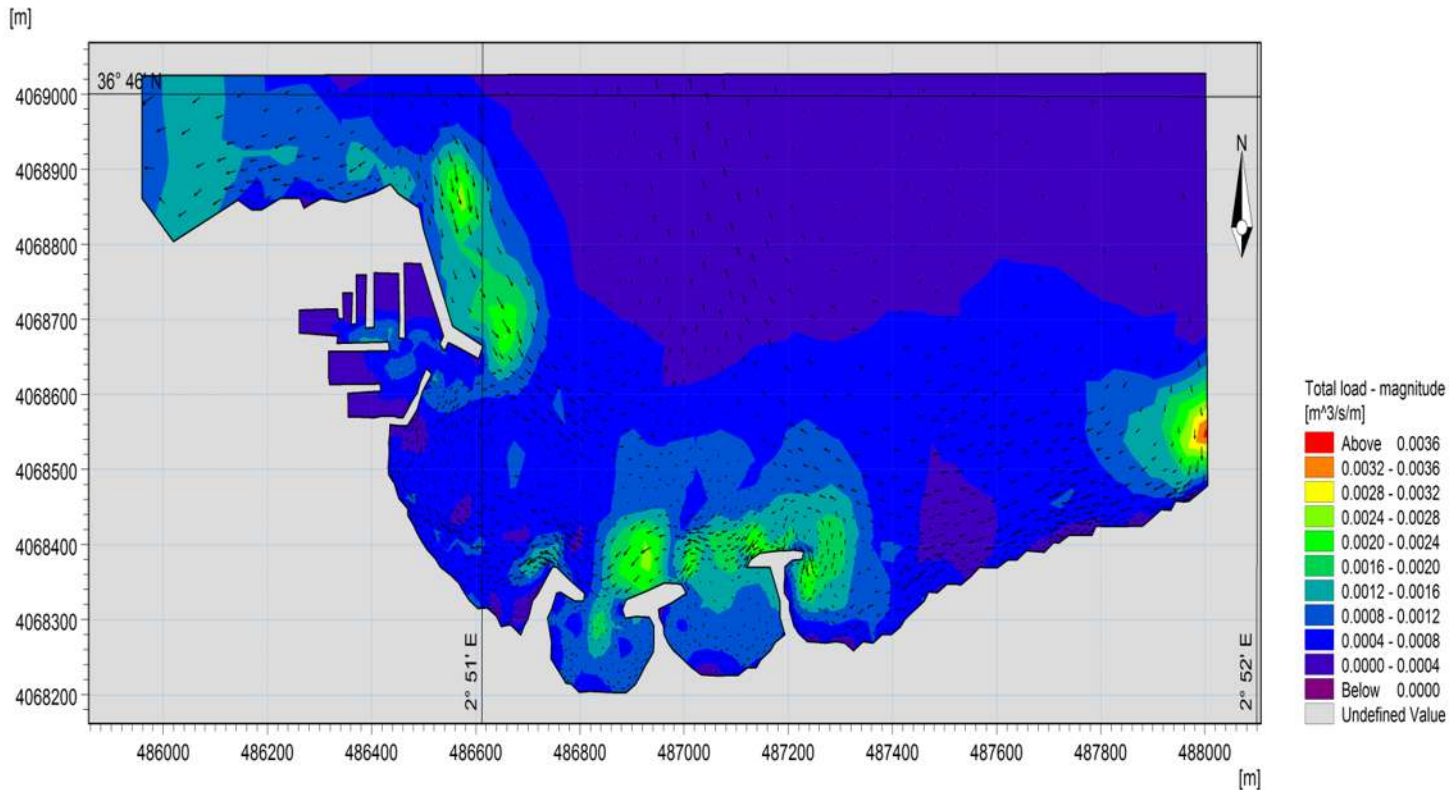 [m]
36° 46' N
4069000
4068900
4068800
4068700
4068600
4068500
4068400
4068300
4068200
N
2° 51' E
2° 52' E
486000 486200 486400 486600 486800 487000 487200 487400 487600 487800 488000
[m]
Total load - magnitude
[m^3/s/m]
Above 0.0036
0.0032 - 0.0036
0.0028 - 0.0032
0.0024 - 0.0028
0.0020 - 0.0024
0.0016 - 0.0020
0.0012 - 0.0016
0.0008 - 0.0012
0.0004 - 0.0008
0.0000 - 0.0004
Below 0.0000
Undefined Value